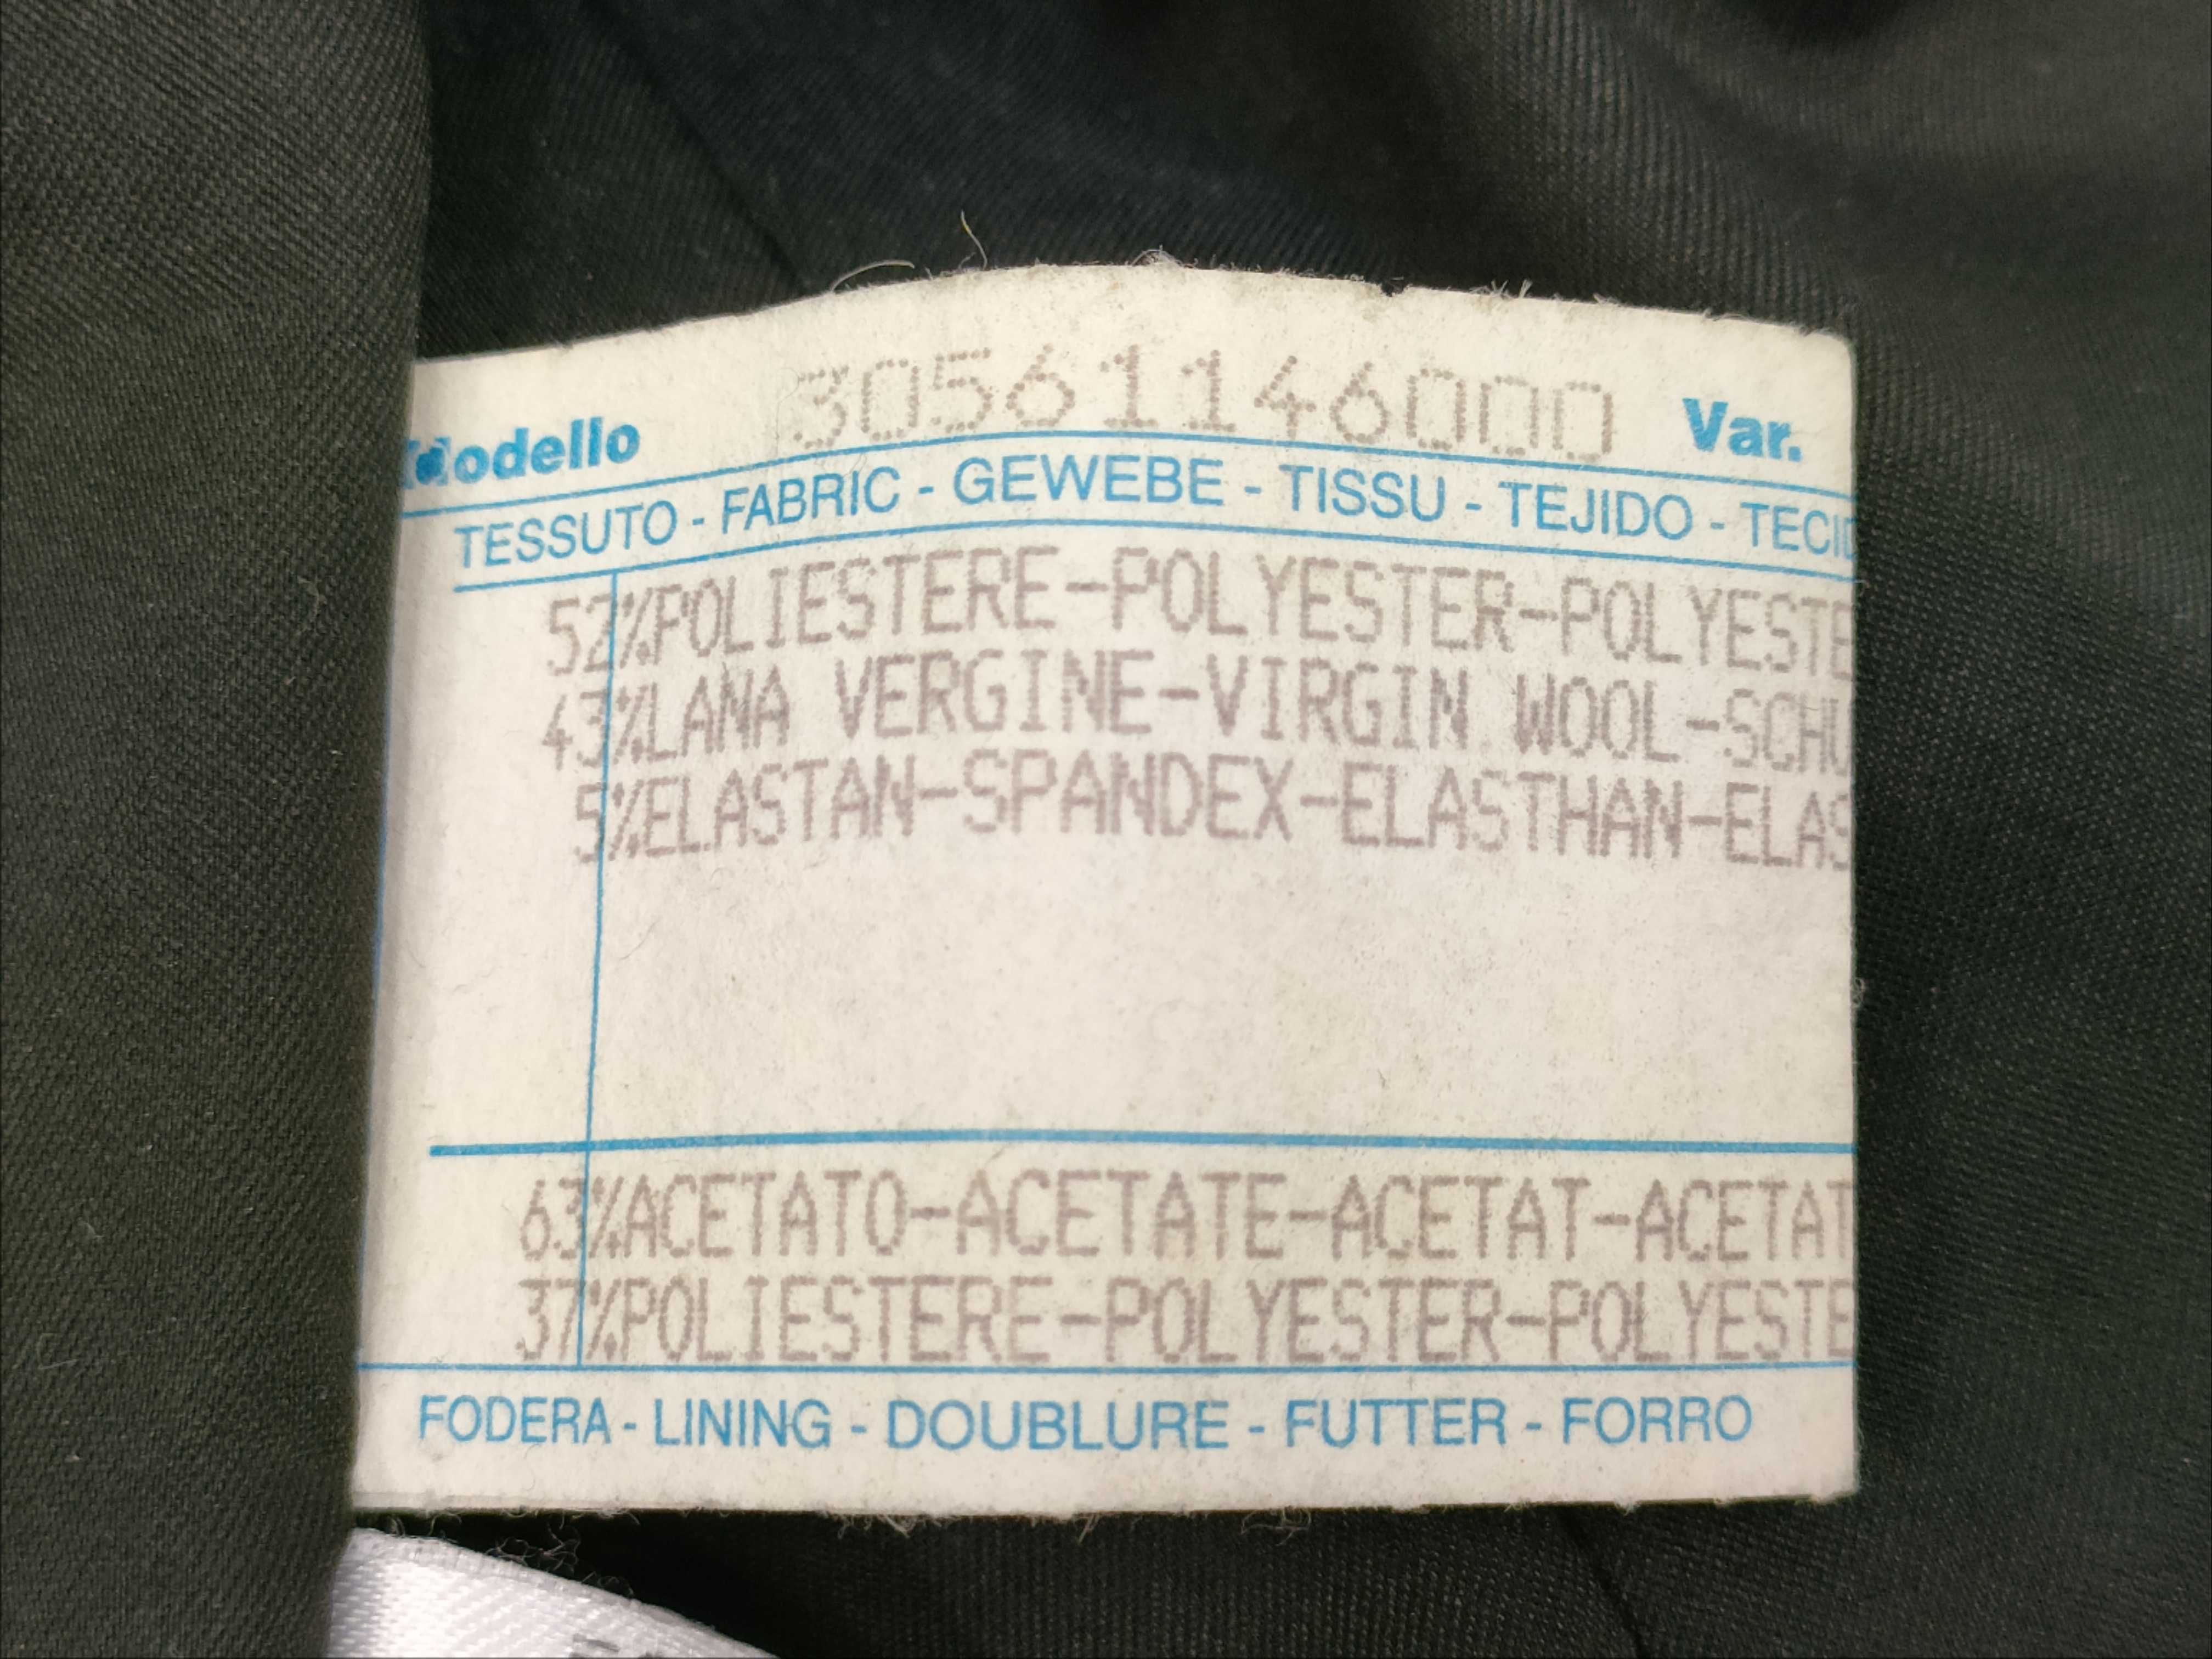 Modello 30561146000 Var.
TESSUTO - FABRIC - GEWEBE - TISSU - TEJIDO - TECID
52%POLIESTERE-POLYESTER-POLYESTE
43%LANA VERGINE-VIRGIN WOOL-SCHU
5%ELASTAN-SPANDEX-ELASTHAN-ELAS
63%ACETATO-ACETATE-ACETAT-ACETAT
37%POLIESTERE-POLYESTER-POLYESTE
FODERA - LINING - DOUBLURE - FUTTER - FORRO